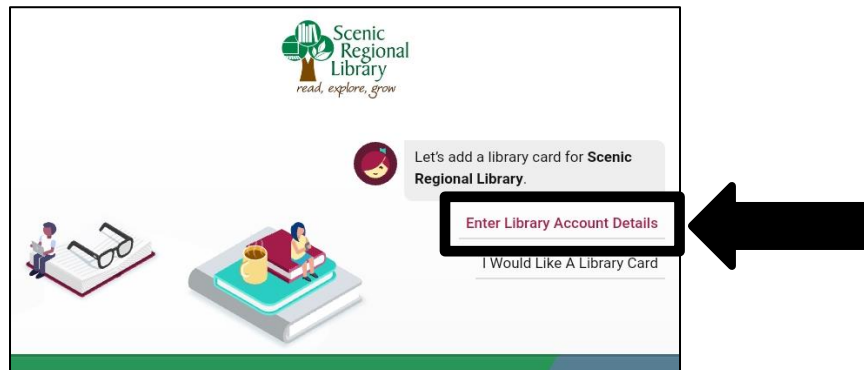 Scenic
Regional
Library
read, explore, grow
Let's add a library card for Scenic
Regional Library.
Enter Library Account Details
I Would Like A Library Card